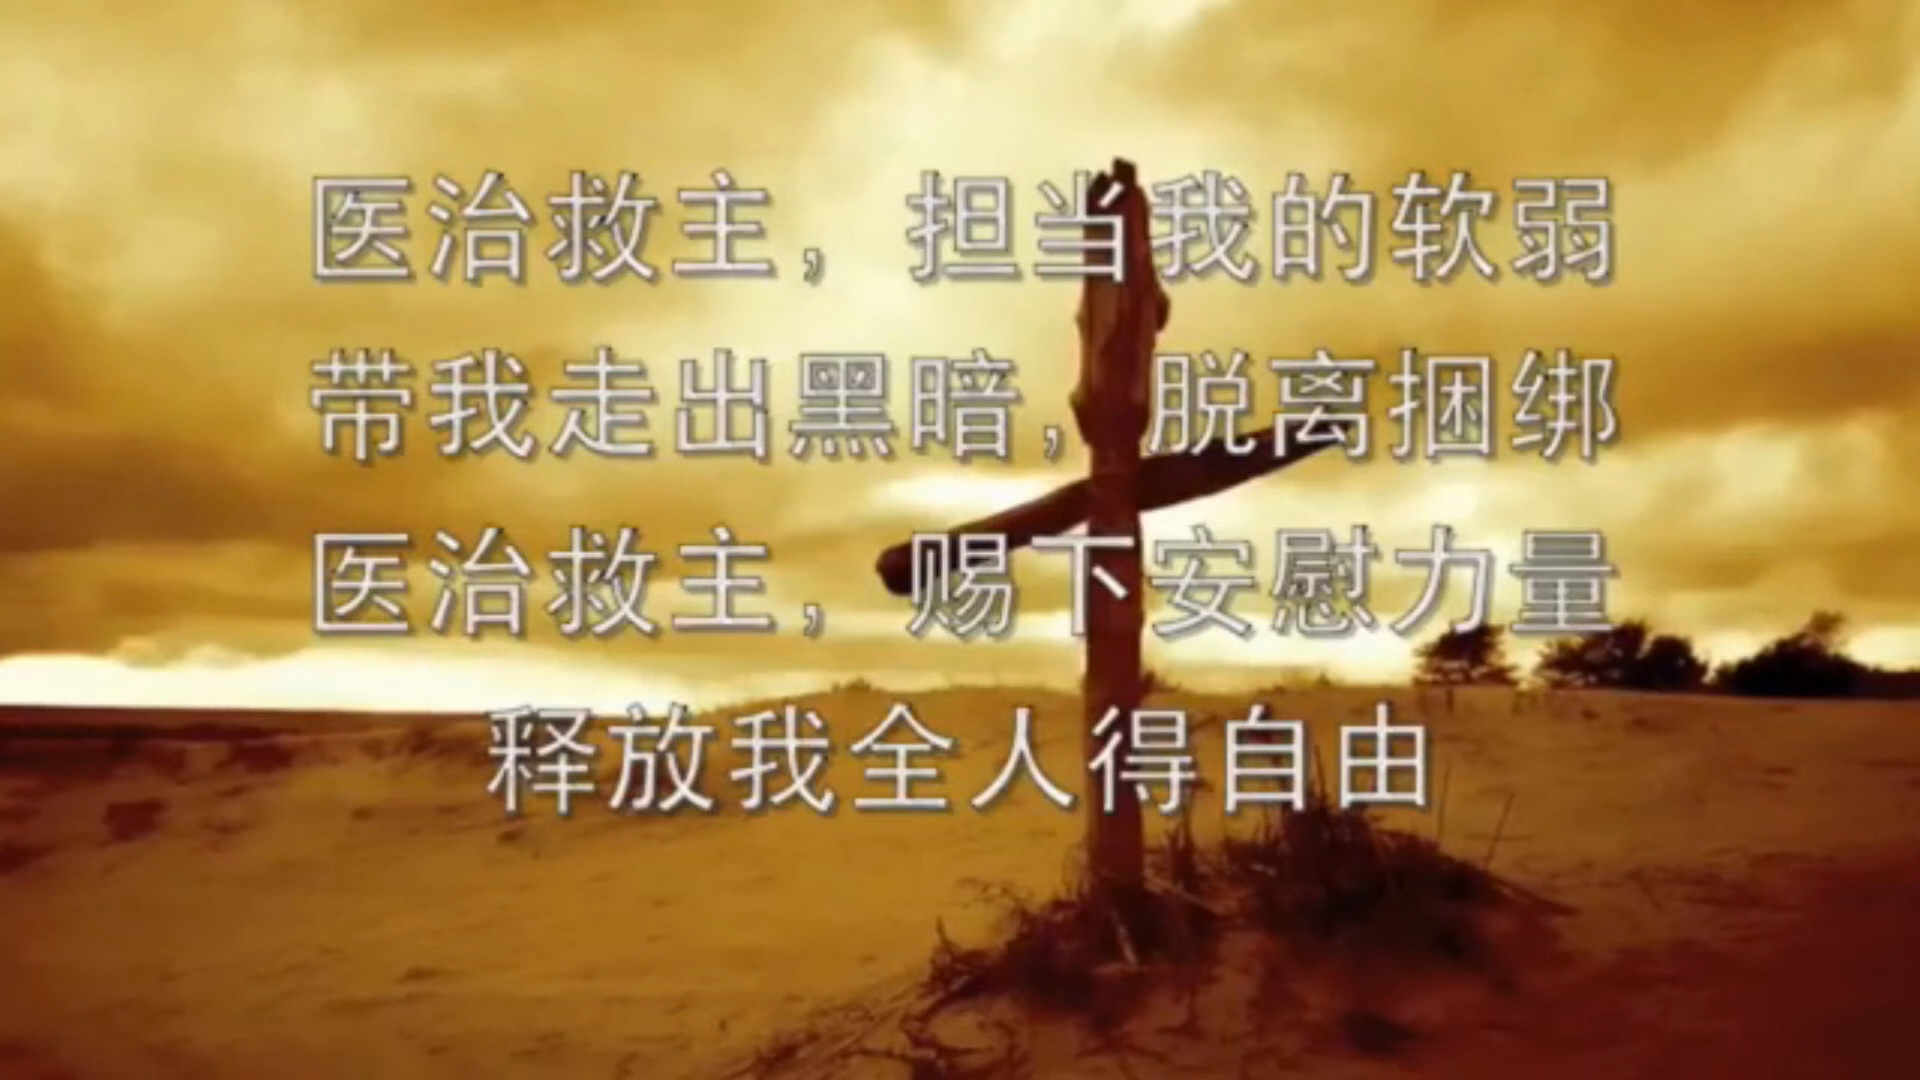 医治救主，担当我的软弱
带我走出黑暗，脱离捆绑
医治救主，赐下安慰力量
释放我全人得自由